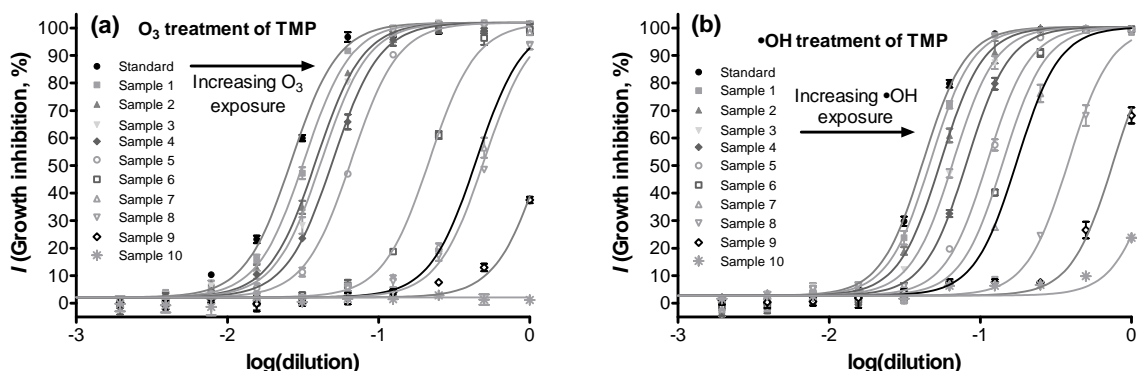 (a)
O₃ treatment of TMP
Increasing O₃
exposure
Standard
Sample 1
Sample 2
Sample 3
Sample 4
Sample 5
Sample 6
Sample 7
Sample 8
Sample 9
Sample 10
I (Growth inhibition, %)
100
90
80
70
60
50
40
30
20
10
0
-3
-2
-1
0
log(dilution)
(b)
•OH treatment of TMP
Increasing •OH
exposure
Standard
Sample 1
Sample 2
Sample 3
Sample 4
Sample 5
Sample 6
Sample 7
Sample 8
Sample 9
Sample 10
I (Growth inhibition, %)
100
90
80
70
60
50
40
30
20
10
0
-3
-2
-1
0
log(dilution)